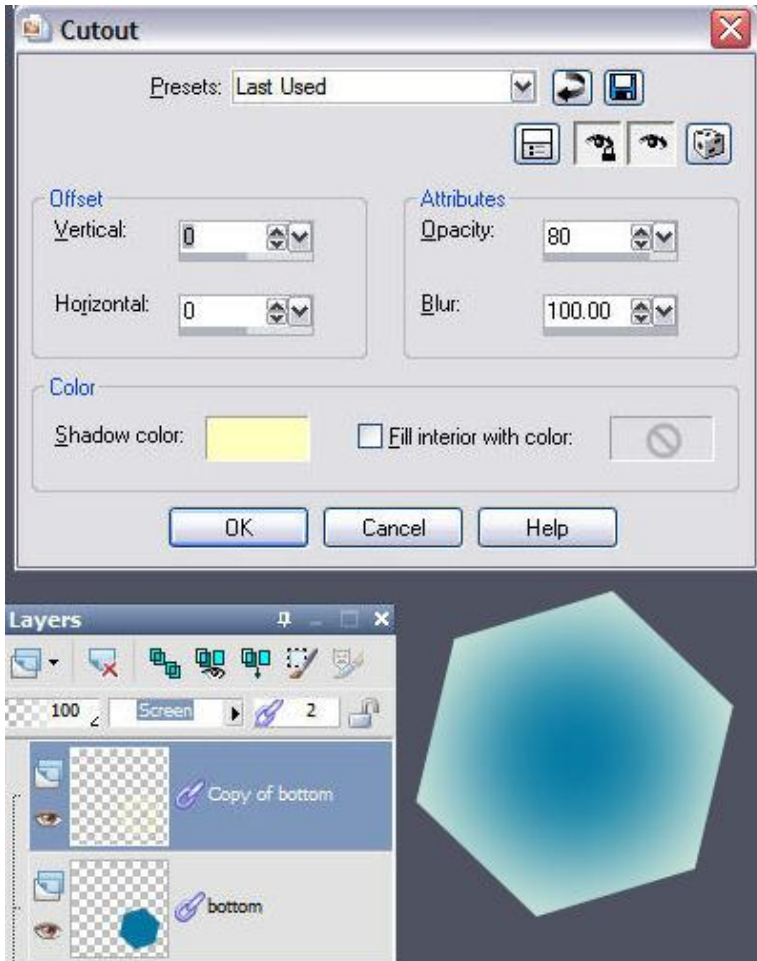 Cutout
Presets: Last Used
Offset
Attributes
Vertical: 0
Opacity: 80
Horizontal: 0
Blur: 100.00
Color
Shadow color:
Fill interior with color:
OK Cancel Help
Layers
100 Screen 2
Copy of bottom
bottom